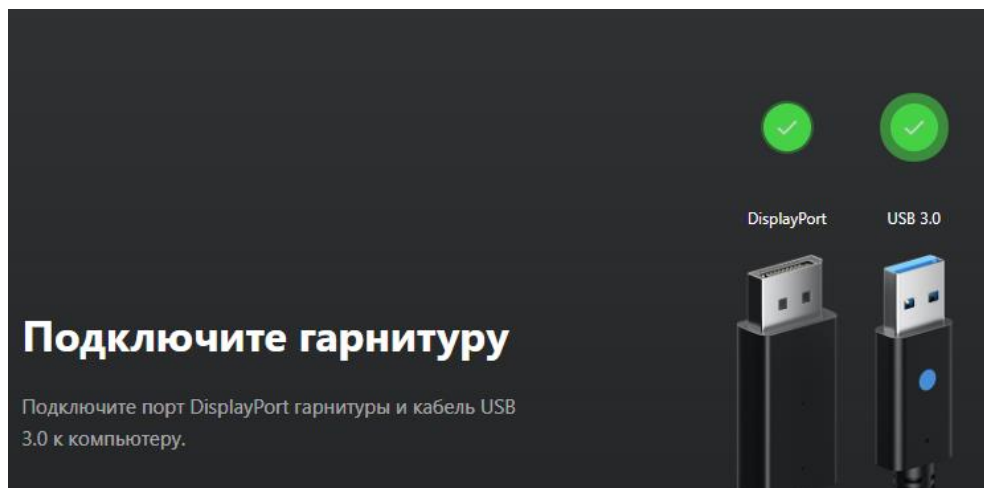 DisplayPort
USB 3.0
Подключите гарнитуру
Подключите порт DisplayPort гарнитуры и кабель USB
3.0 к компьютеру.